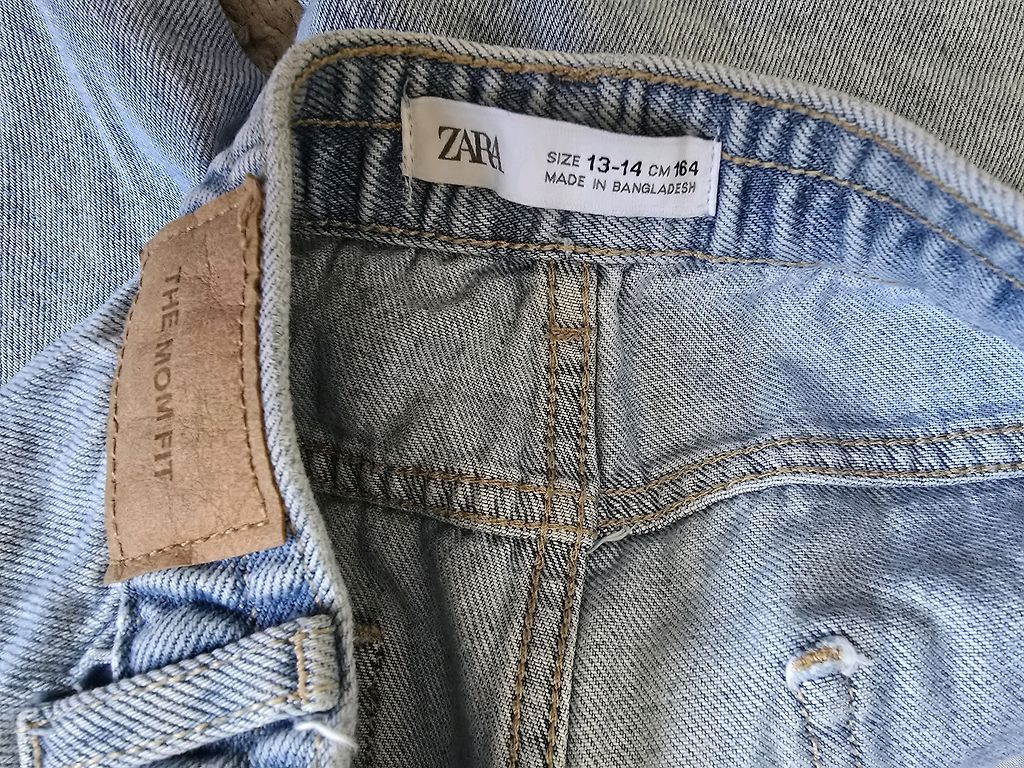 ZARA
SIZE 13-14 CM 164
MADE IN BANGLADESH
THE MOM FIT